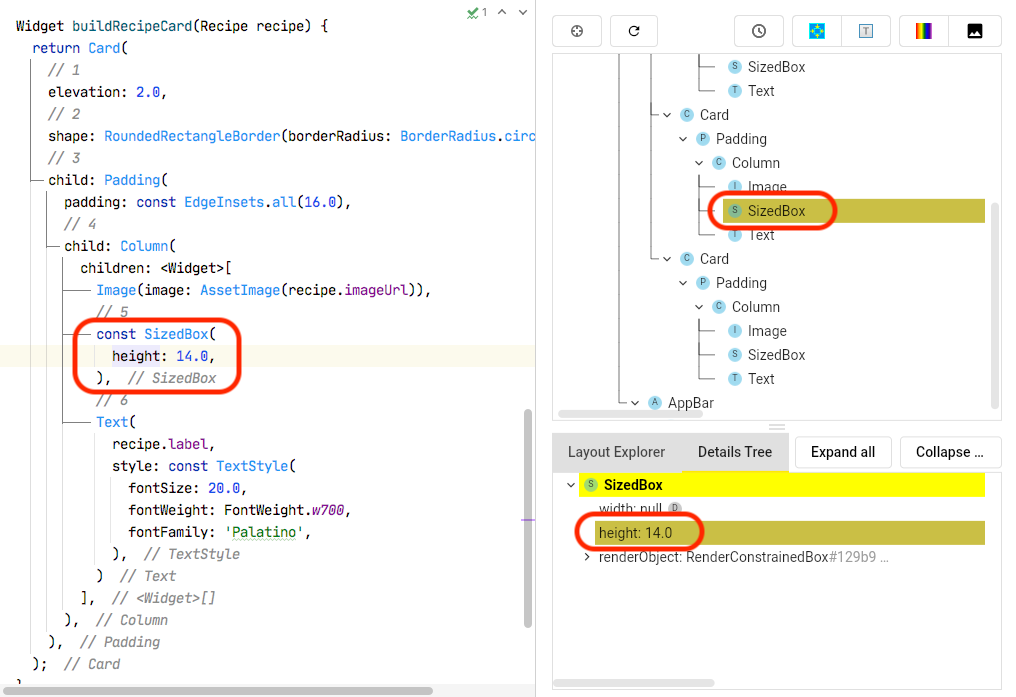 Widget buildRecipeCard(Recipe recipe) {
return Card(
// 1
elevation: 2.0,
// 2
shape: RoundedRectangleBorder(borderRadius: BorderRadius.circ
// 3
child: Padding(
padding: const EdgeInsets.all(16.0),
// 4
child: Column(
children: <Widget>[
Image(image: AssetImage(recipe.imageUrl)),
// 5
const SizedBox(
height: 14.0,
), // SizedBox
// 6
Text(
recipe.label,
style: const TextStyle(
fontSize: 20.0,
fontWeight: FontWeight.w700,
fontFamily: 'Palatino',
), // TextStyle
) // Text
], // <Widget>[]
), // Column
), // Padding
); // Card
1
T
S SizedBox
T Text
C Card
P Padding
C Column
I Image
S SizedBox
T Text
C Card
P Padding
C Column
I Image
S SizedBox
T Text
A AppBar
Layout Explorer
Details Tree
Expand all
Collapse ...
S SizedBox
width: null D
height: 14.0
renderObject: RenderConstrainedBox#129b9 ...